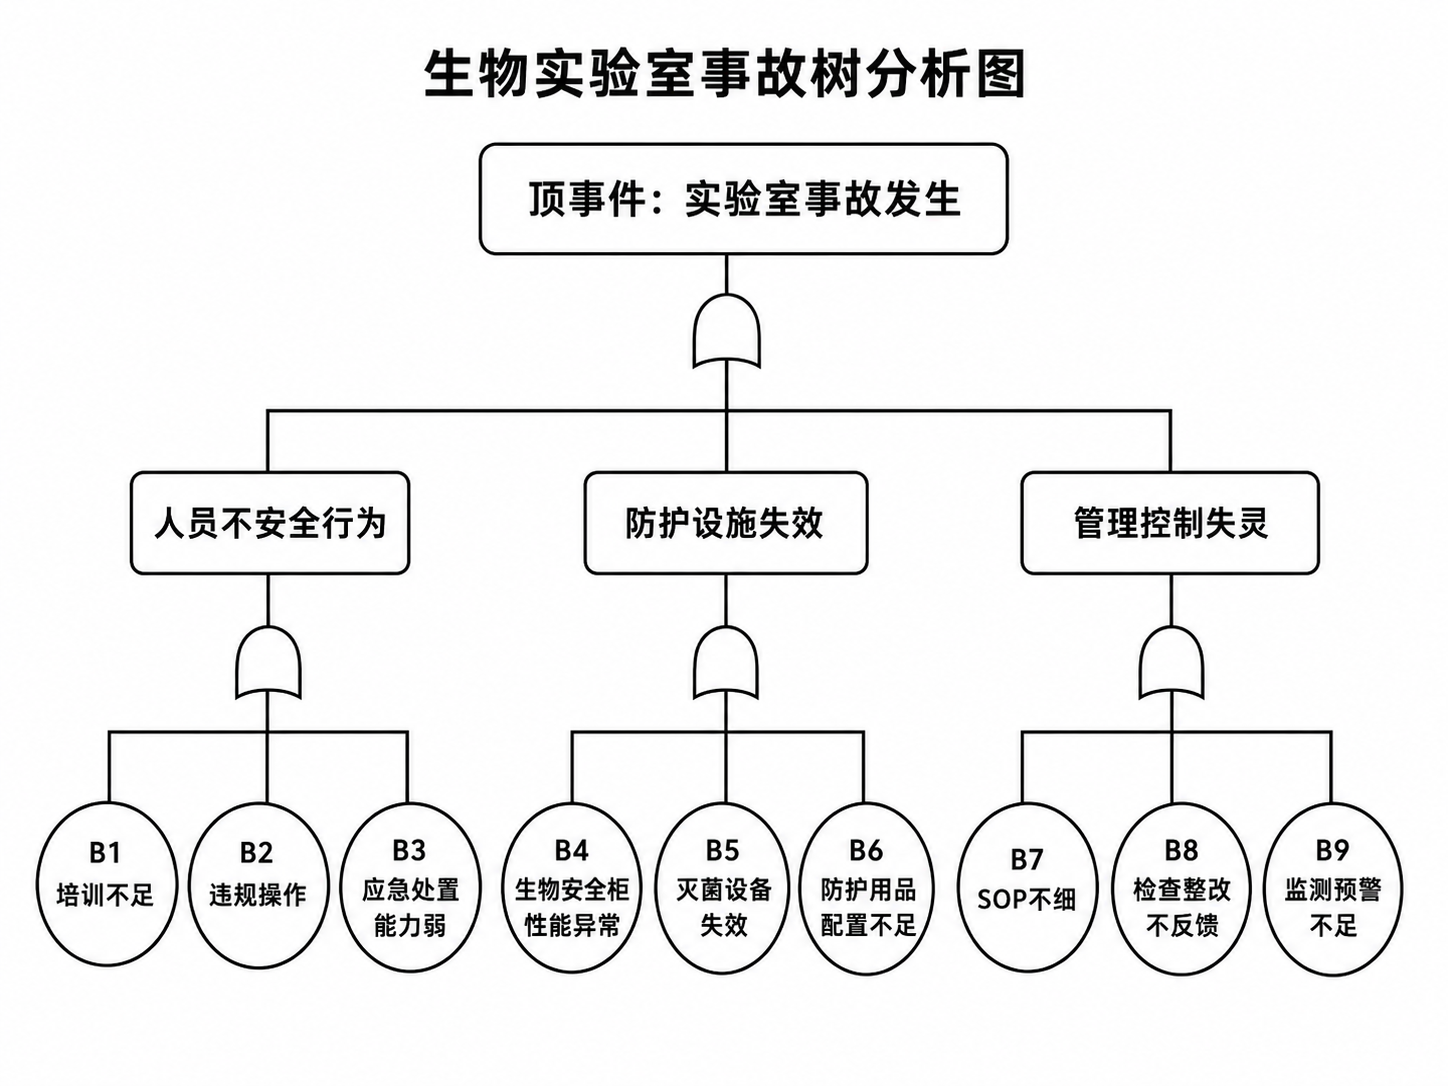 生物实验室事故树分析图
顶事件：实验室事故发生
人员不安全行为
防护设施失效
管理控制失灵
B1
培训不足
B2
违规操作
B3
应急处置
能力弱
B4
生物安全柜
性能异常
B5
灭菌设备
失效
B6
防护用品
配置不足
B7
SOP不细
B8
检查整改
不反馈
B9
监测预警
不足